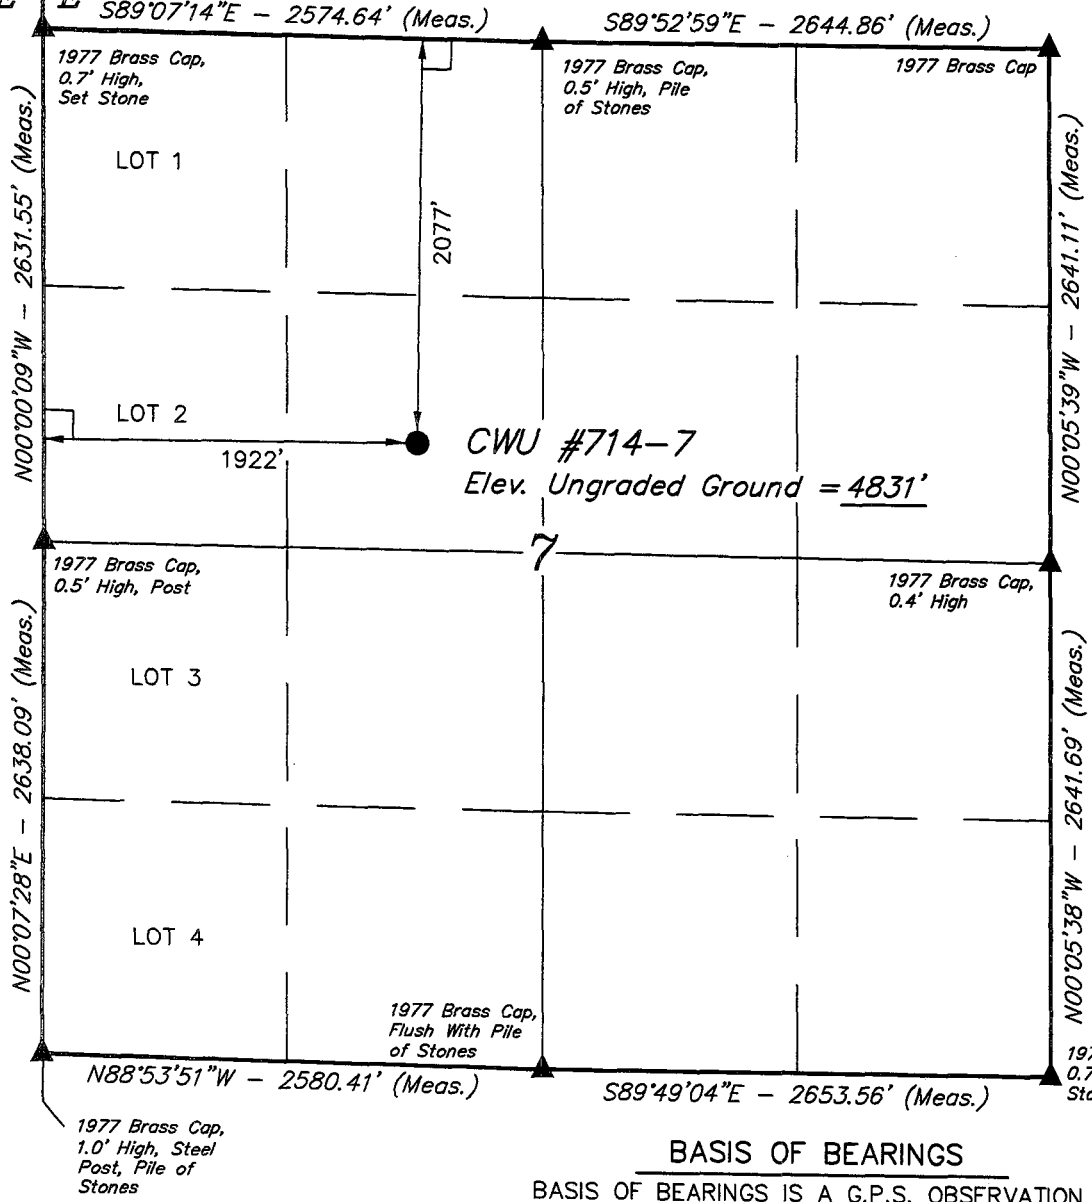 S89°07'14"E - 2574.64' (Meas.)
S89°52'59"E - 2644.86' (Meas.)
1977 Brass Cap,
0.7' High,
Set Stone
1977 Brass Cap,
0.5' High, Pile
of Stones
1977 Brass Cap
N00°00'09"W - 2631.55' (Meas.)
N00°05'39"W - 2641.11' (Meas.)
LOT 1
2077'
LOT 2
1922'
CWU #714-7
Elev. Ungraded Ground = 4831'
7
1977 Brass Cap,
0.5' High, Post
1977 Brass Cap,
0.4' High
N00°07'28"E - 2638.09' (Meas.)
N00°05'38"W - 2641.69' (Meas.)
LOT 3
LOT 4
1977 Brass Cap,
Flush With Pile
of Stones
N88°53'51"W - 2580.41' (Meas.)
S89°49'04"E - 2653.56' (Meas.)
1977 Brass Cap,
1.0' High, Steel
Post, Pile of
Stones
BASIS OF BEARINGS
BASIS OF BEARINGS IS A G.P.S. OBSERVATION